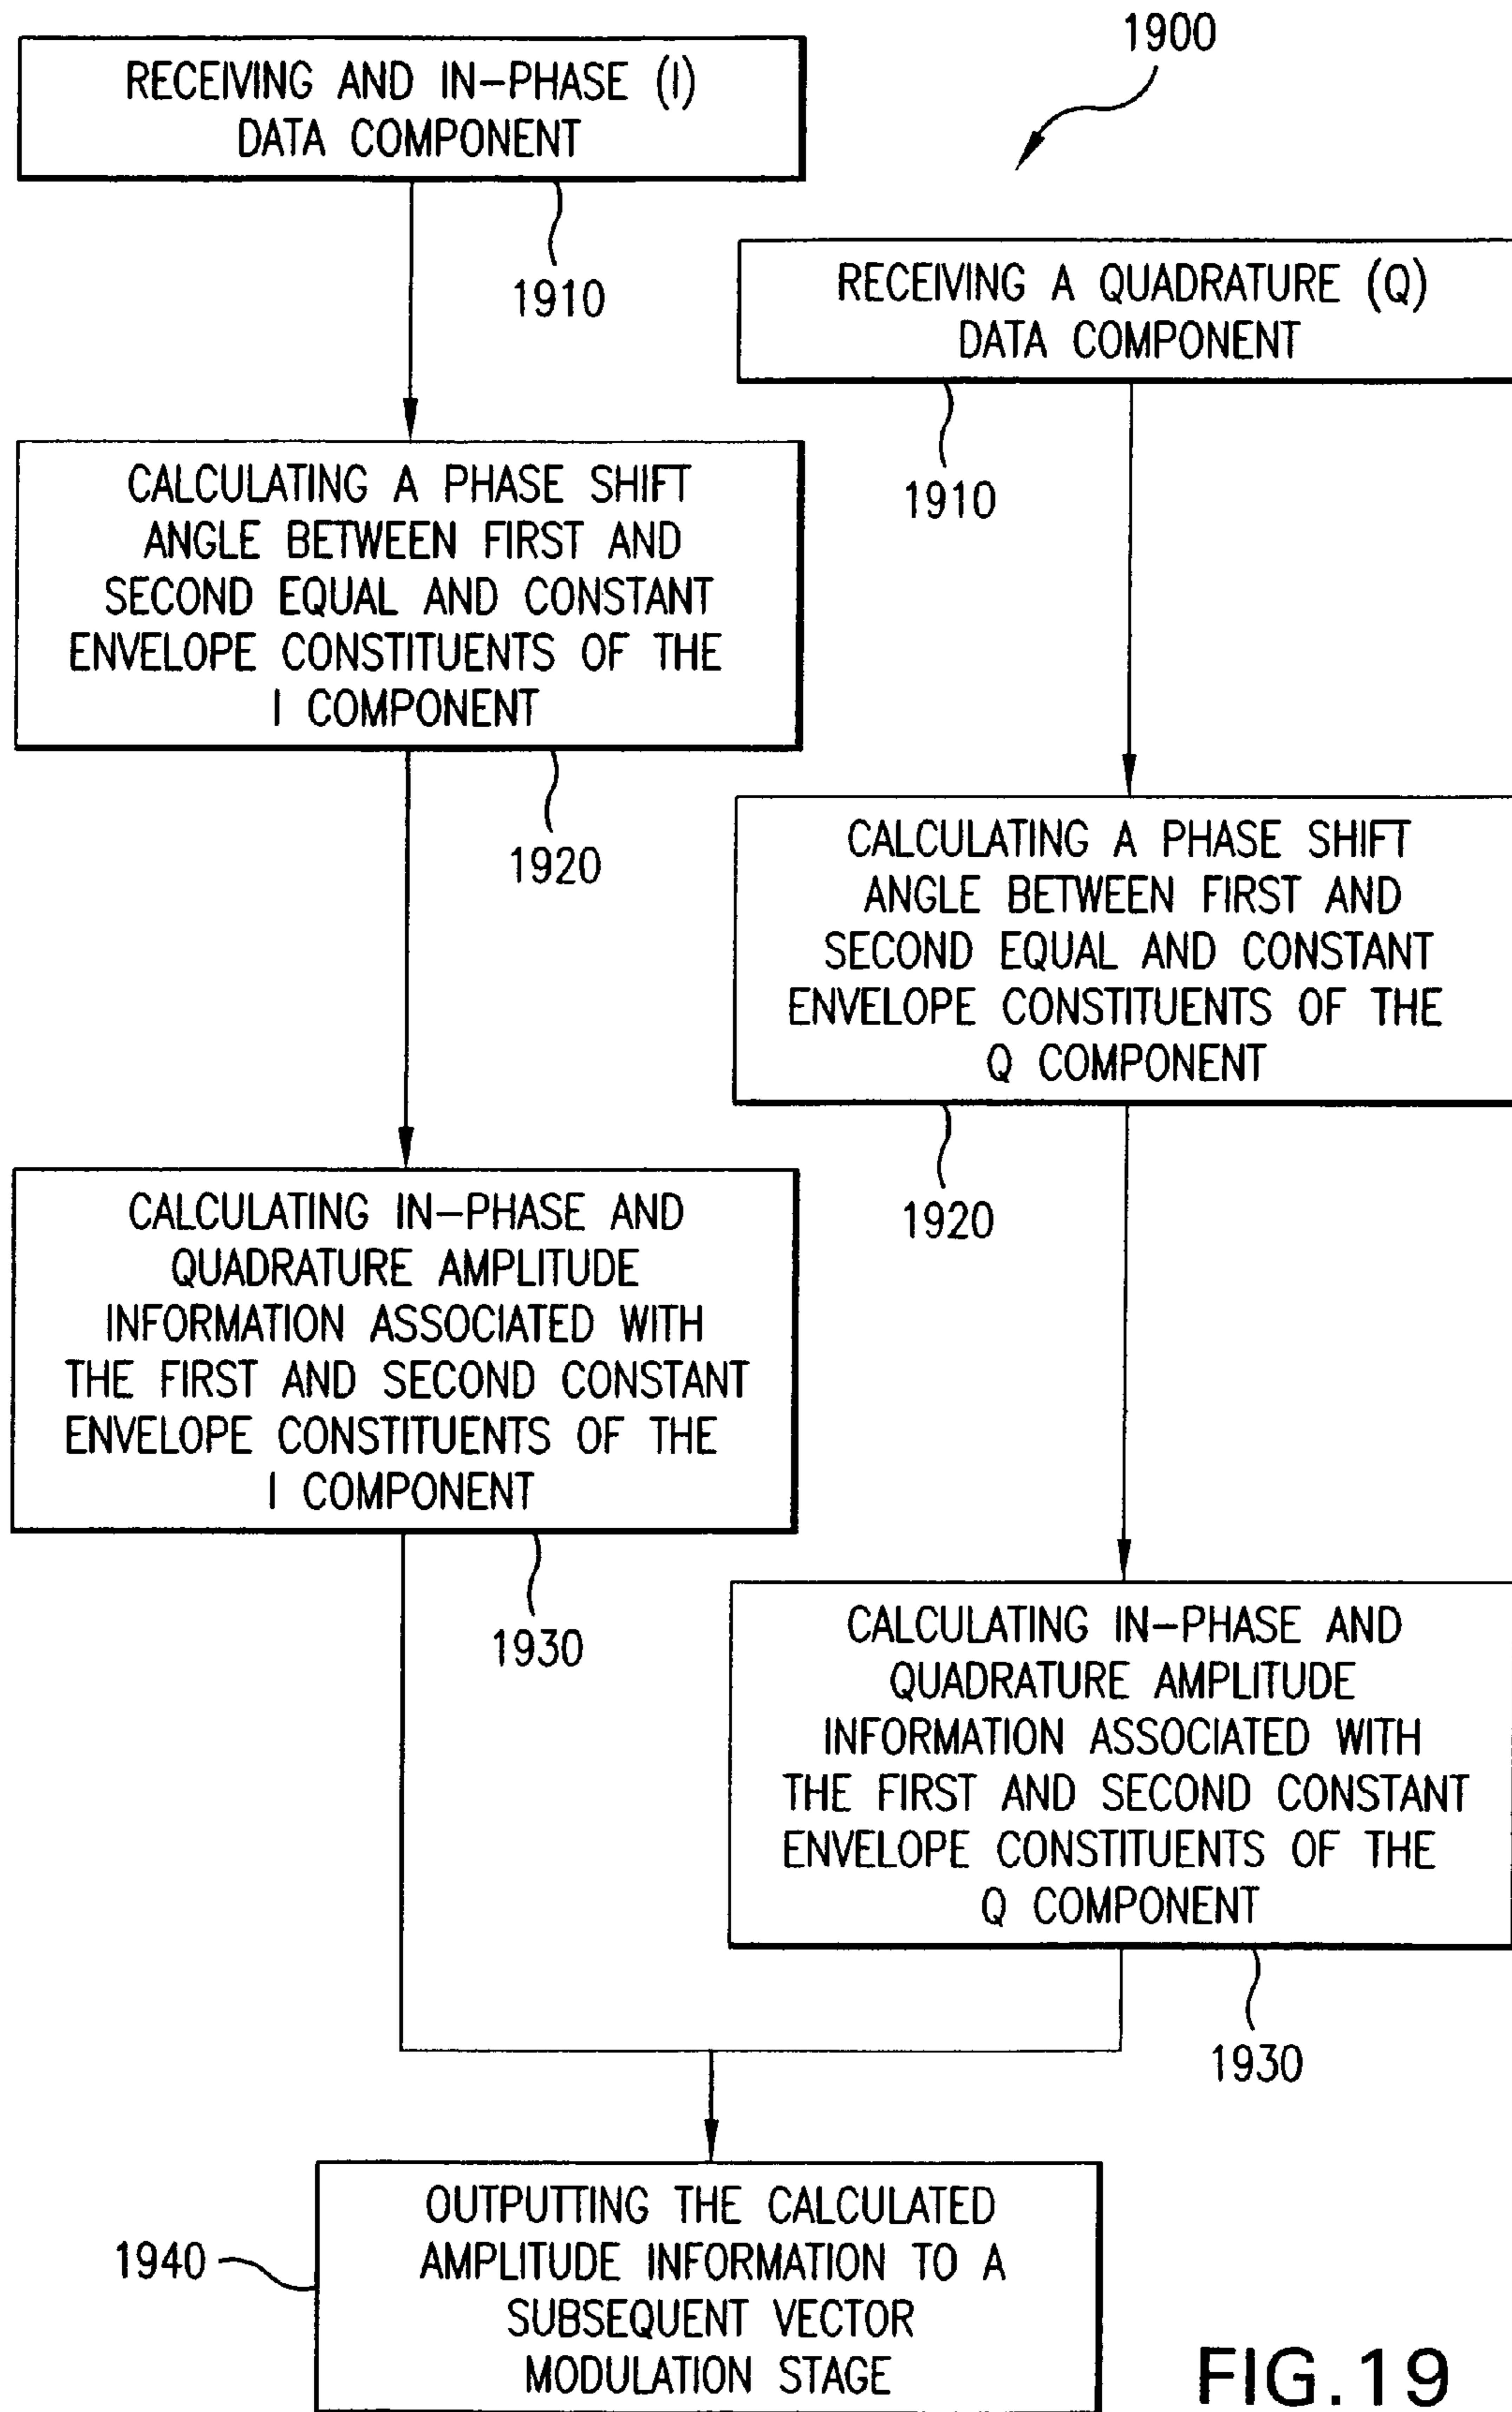 1900
RECEIVING AND IN-PHASE (I)
DATA COMPONENT
1910
RECEIVING A QUADRATURE (Q)
DATA COMPONENT
1910
CALCULATING A PHASE SHIFT
ANGLE BETWEEN FIRST AND
SECOND EQUAL AND CONSTANT
ENVELOPE CONSTITUENTS OF THE
I COMPONENT
1920
CALCULATING A PHASE SHIFT
ANGLE BETWEEN FIRST AND
SECOND EQUAL AND CONSTANT
ENVELOPE CONSTITUENTS OF THE
Q COMPONENT
1920
CALCULATING IN-PHASE AND
QUADRATURE AMPLITUDE
INFORMATION ASSOCIATED WITH
THE FIRST AND SECOND CONSTANT
ENVELOPE CONSTITUENTS OF THE
I COMPONENT
1930
CALCULATING IN-PHASE AND
QUADRATURE AMPLITUDE
INFORMATION ASSOCIATED WITH
THE FIRST AND SECOND CONSTANT
ENVELOPE CONSTITUENTS OF THE
Q COMPONENT
1930
1940
OUTPUTTING THE CALCULATED
AMPLITUDE INFORMATION TO A
SUBSEQUENT VECTOR
MODULATION STAGE
FIG.19